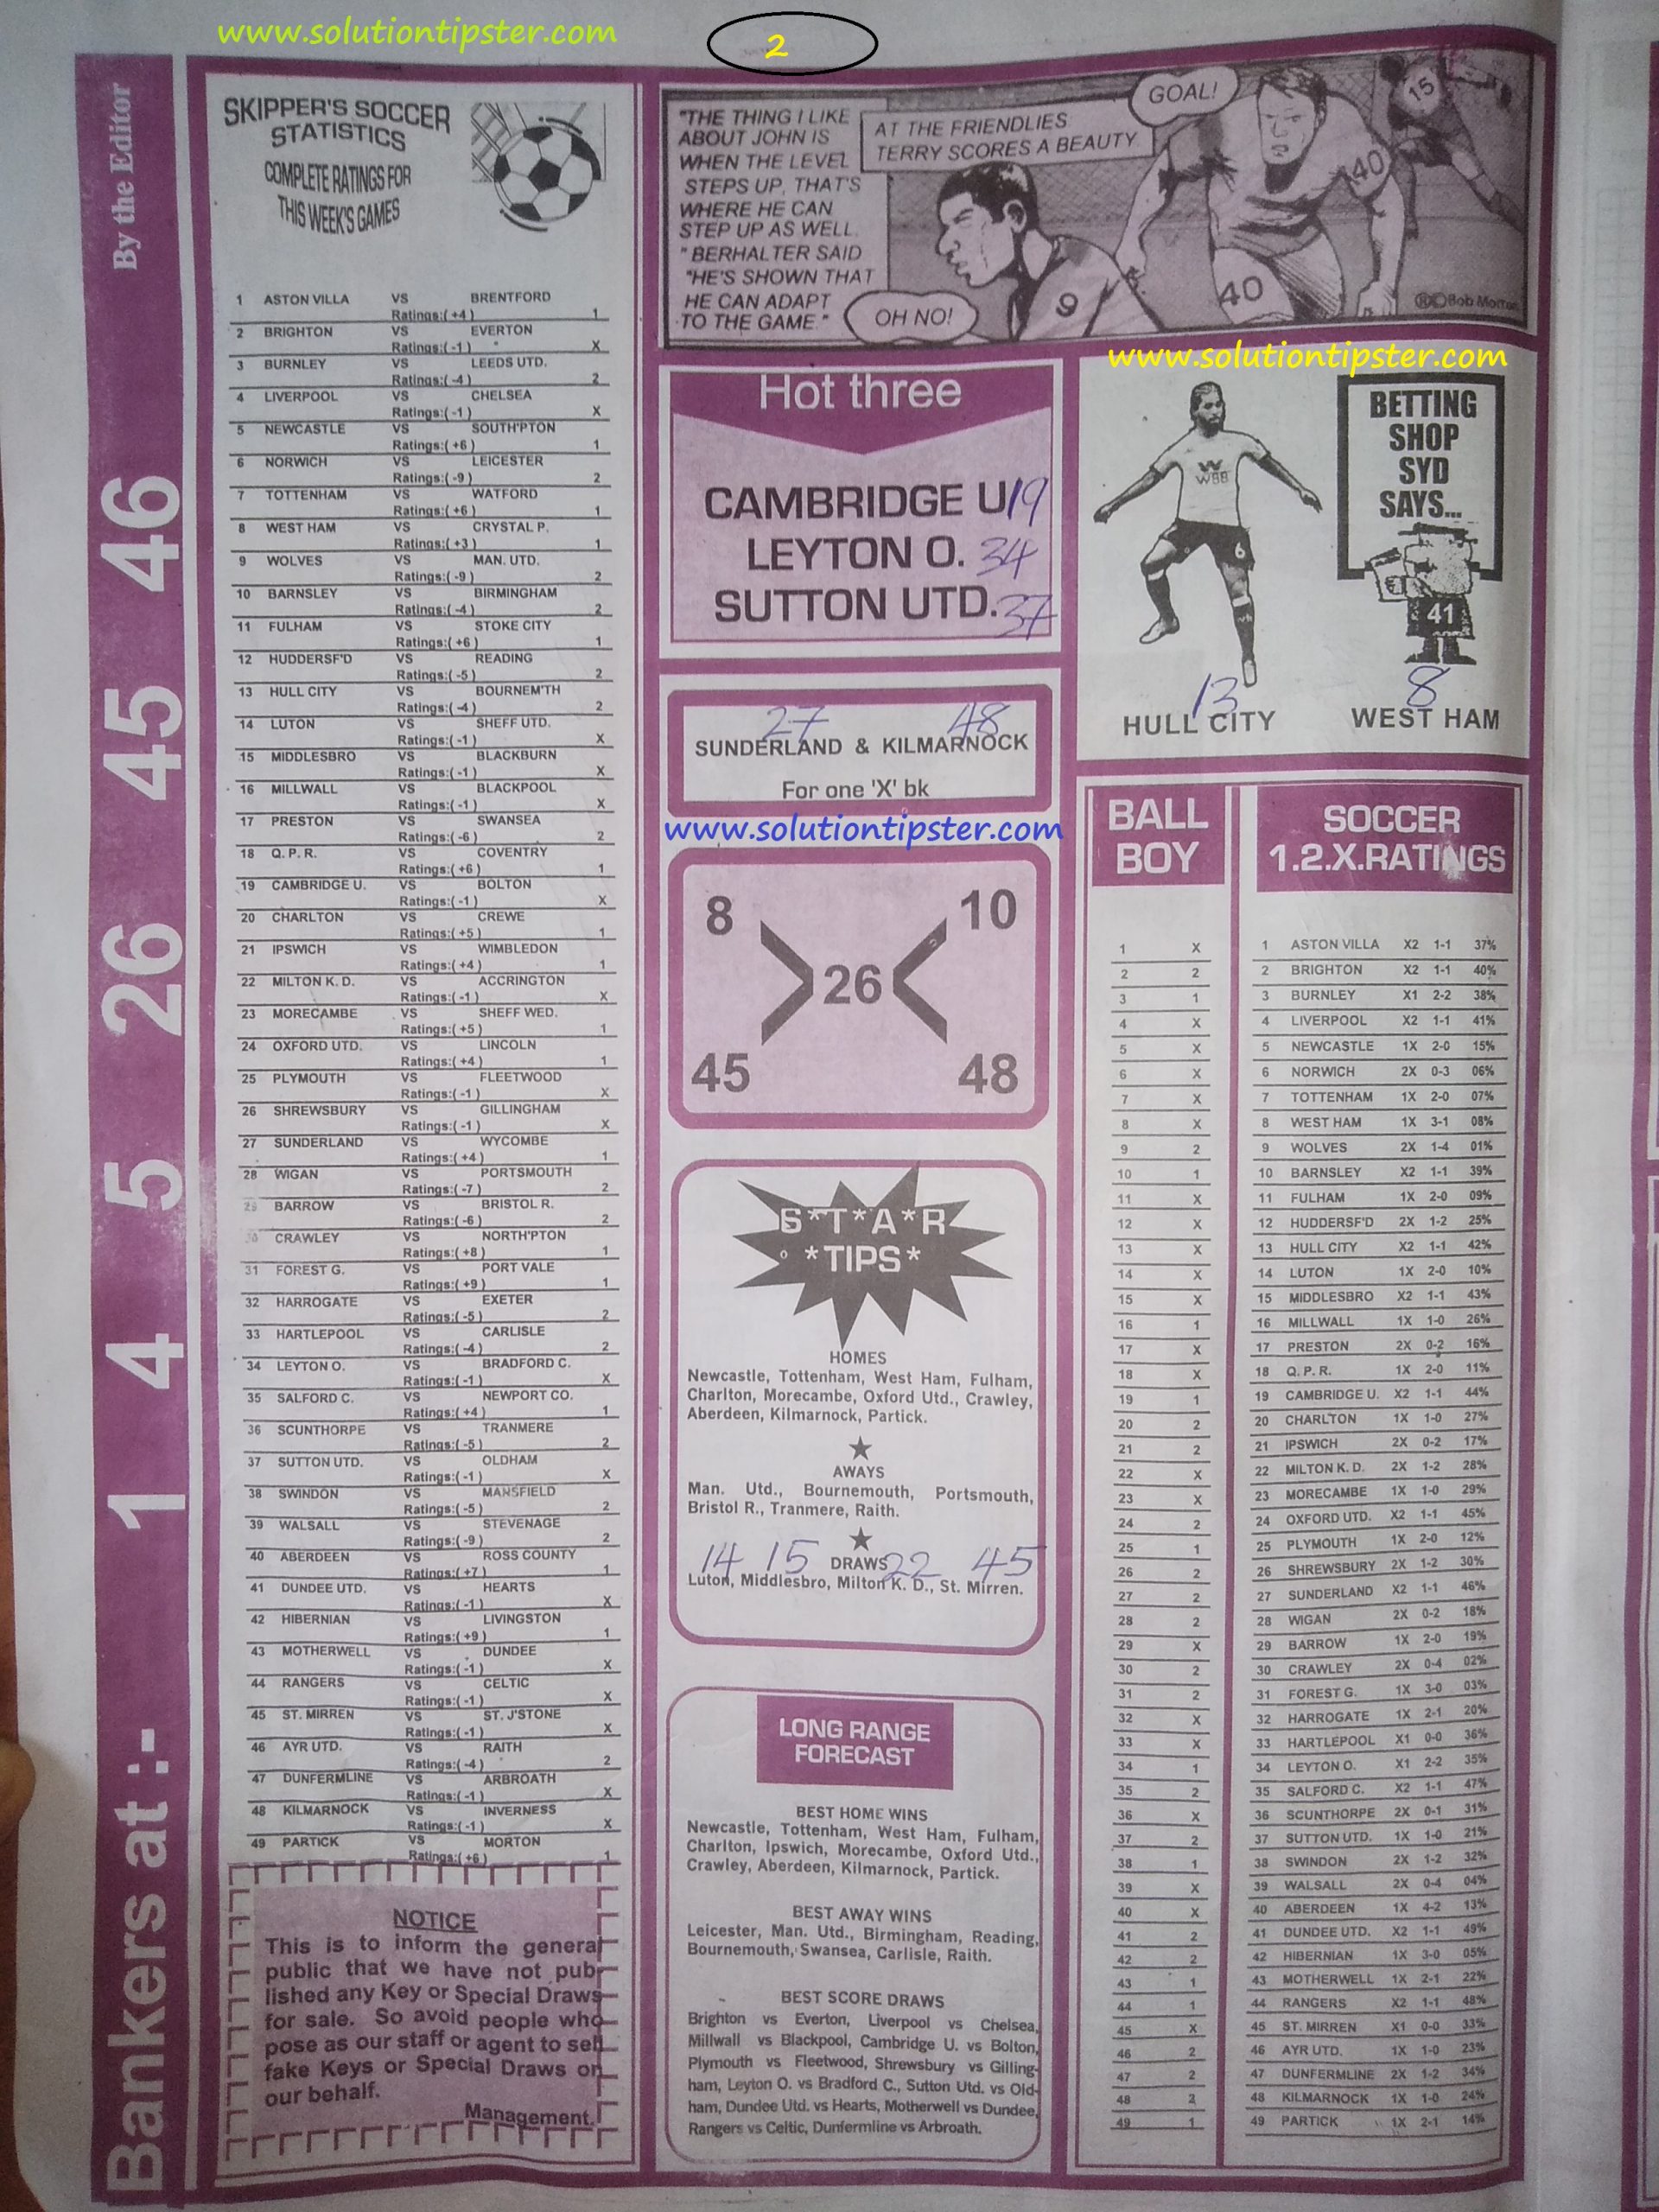 www.solutiontipster.com
2
By the Editor
Bankers at :- 1 4 5 26 45 46
SKIPPER'S SOCCER
STATISTICS
COMPLETE RATINGS FOR
THIS WEEK'S GAMES
1 ASTON VILLA VS BRENTFORD
Ratings:( +4 ) 1
2 BRIGHTON VS EVERTON
Ratings:( -1 ) X
3 BURNLEY VS LEEDS UTD.
Ratings:( -4 ) 2
4 LIVERPOOL VS CHELSEA
Ratings:( -1 ) X
5 NEWCASTLE VS SOUTH'PTON
Ratings:( +6 ) 1
6 NORWICH VS LEICESTER
Ratings:( -9 ) 2
7 TOTTENHAM VS WATFORD
Ratings:( +6 ) 1
8 WEST HAM VS CRYSTAL P.
Ratings:( +3 ) 1
9 WOLVES VS MAN. UTD.
Ratings:( -9 ) 2
10 BARNSLEY VS BIRMINGHAM
Ratings:( -4 ) 2
11 FULHAM VS STOKE CITY
Ratings:( +6 ) 1
12 HUDDERSF'D VS READING
Ratings:( -5 ) 2
13 HULL CITY VS BOURNEM'TH
Ratings:( -4 ) 2
14 LUTON VS SHEFF UTD.
Ratings:( -1 ) X
15 MIDDLESBRO VS BLACKBURN
Ratings:( -1 ) X
16 MILLWALL VS BLACKPOOL
Ratings:( -1 ) X
17 PRESTON VS SWANSEA
Ratings:( -6 ) 2
18 Q. P. R. VS COVENTRY
Ratings:( +6 ) 1
19 CAMBRIDGE U. VS BOLTON
Ratings:( -1 ) X
20 CHARLTON VS CREWE
Ratings:( +5 ) 1
21 IPSWICH VS WIMBLEDON
Ratings:( +4 ) 1
22 MILTON K. D. VS ACCRINGTON
Ratings:( -1 ) X
23 MORECAMBE VS SHEFF WED.
Ratings:( +5 ) 1
24 OXFORD UTD. VS LINCOLN
Ratings:( +4 ) 1
25 PLYMOUTH VS FLEETWOOD
Ratings:( -1 ) X
26 SHREWSBURY VS GILLINGHAM
Ratings:( -1 ) X
27 SUNDERLAND VS WYCOMBE
Ratings:( +4 ) 1
28 WIGAN VS PORTSMOUTH
Ratings:( -7 ) 2
29 BARROW VS BRISTOL R.
Ratings:( -6 ) 2
30 CRAWLEY VS NORTH'PTON
Ratings:( +8 ) 1
31 FOREST G. VS PORT VALE
Ratings:( +9 ) 1
32 HARROGATE VS EXETER
Ratings:( -5 ) 2
33 HARTLEPOOL VS CARLISLE
Ratings:( -4 ) 2
34 LEYTON O. VS BRADFORD C.
Ratings:( -1 ) X
35 SALFORD C. VS NEWPORT CO.
Ratings:( +4 ) 1
36 SCUNTHORPE VS TRANMERE
Ratings:( -5 ) 2
37 SUTTON UTD. VS OLDHAM
Ratings:( -1 ) X
38 SWINDON VS MANSFIELD
Ratings:( -5 ) 2
39 WALSALL VS STEVENAGE
Ratings:( -9 ) 2
40 ABERDEEN VS ROSS COUNTY
Ratings:( +7 ) 1
41 DUNDEE UTD. VS HEARTS
Ratings:( -1 ) X
42 HIBERNIAN VS LIVINGSTON
Ratings:( +9 ) 1
43 MOTHERWELL VS DUNDEE
Ratings:( -1 ) X
44 RANGERS VS CELTIC
Ratings:( -1 ) X
45 ST. MIRREN VS ST. J'STONE
Ratings:( -1 ) X
46 AYR UTD. VS RAITH
Ratings:( -4 ) 2
47 DUNFERMLINE VS ARBROATH
Ratings:( -1 ) X
48 KILMARNOCK VS INVERNESS
Ratings:( -1 ) X
49 PARTICK VS MORTON
Ratings:( +6 ) 1
NOTICE
This is to inform the general
public that we have not pub-
lished any Key or Special Draws
for sale. So avoid people who
pose as our staff or agent to sell
fake Keys or Special Draws on
our behalf.
Management.
"THE THING I LIKE
ABOUT JOHN IS
WHEN THE LEVEL
STEPS UP, THAT'S
WHERE HE CAN
STEP UP AS WELL.
" BERHALTER SAID
"HE'S SHOWN THAT
HE CAN ADAPT
TO THE GAME."
AT THE FRIENDLIES
TERRY SCORES A BEAUTY.
GOAL!
15
40
40
9
OH NO!
®©Bob Morton
Hot three
CAMBRIDGE U 19
LEYTON O. 34
SUTTON UTD. 37
27 48
SUNDERLAND & KILMARNOCK
For one 'X' bk
www.solutiontipster.com
8 10
26
45 48
S*T*A*R
*TIPS*
HOMES
Newcastle, Tottenham, West Ham, Fulham,
Charlton, Morecambe, Oxford Utd., Crawley,
Aberdeen, Kilmarnock, Partick.
AWAYS
Man. Utd., Bournemouth, Portsmouth,
Bristol R., Tranmere, Raith.
DRAWS
14 15 22 45
Luton, Middlesbro, Milton K. D., St. Mirren.
LONG RANGE
FORECAST
BEST HOME WINS
Newcastle, Tottenham, West Ham, Fulham,
Charlton, Ipswich, Morecambe, Oxford Utd.,
Crawley, Aberdeen, Kilmarnock, Partick.
BEST AWAY WINS
Leicester, Man. Utd., Birmingham, Reading,
Bournemouth, Swansea, Carlisle, Raith.
BEST SCORE DRAWS
Brighton vs Everton, Liverpool vs Chelsea,
Millwall vs Blackpool, Cambridge U. vs Bolton,
Plymouth vs Fleetwood, Shrewsbury vs Gilling-
ham, Leyton O. vs Bradford C., Sutton Utd. vs Old-
ham, Dundee Utd. vs Hearts, Motherwell vs Dundee,
Rangers vs Celtic, Dunfermline vs Arbroath.
www.solutiontipster.com
W
W88
6
BETTING
SHOP
SYD
SAYS...
41
13 8
HULL CITY WEST HAM
BALL
BOY
1 X
2 2
3 1
4 X
5 X
6 X
7 X
8 X
9 2
10 1
11 X
12 X
13 X
14 X
15 X
16 1
17 X
18 X
19 1
20 2
21 2
22 X
23 X
24 2
25 1
26 2
27 2
28 2
29 X
30 2
31 2
32 X
33 X
34 1
35 2
36 X
37 2
38 1
39 X
40 X
41 2
42 2
43 1
44 1
45 X
46 2
47 2
48 2
49 1
SOCCER
1.2.X.RATINGS
1 ASTON VILLA X2 1-1 37%
2 BRIGHTON X2 1-1 40%
3 BURNLEY X1 2-2 38%
4 LIVERPOOL X2 1-1 41%
5 NEWCASTLE 1X 2-0 15%
6 NORWICH 2X 0-3 06%
7 TOTTENHAM 1X 2-0 07%
8 WEST HAM 1X 3-1 08%
9 WOLVES 2X 1-4 01%
10 BARNSLEY X2 1-1 39%
11 FULHAM 1X 2-0 09%
12 HUDDERSF'D 2X 1-2 25%
13 HULL CITY X2 1-1 42%
14 LUTON 1X 2-0 10%
15 MIDDLESBRO X2 1-1 43%
16 MILLWALL 1X 1-0 26%
17 PRESTON 2X 0-2 16%
18 Q. P. R. 1X 2-0 11%
19 CAMBRIDGE U. X2 1-1 44%
20 CHARLTON 1X 1-0 27%
21 IPSWICH 2X 0-2 17%
22 MILTON K. D. 2X 1-2 28%
23 MORECAMBE 1X 1-0 29%
24 OXFORD UTD. X2 1-1 45%
25 PLYMOUTH 1X 2-0 12%
26 SHREWSBURY 2X 1-2 30%
27 SUNDERLAND X2 1-1 46%
28 WIGAN 2X 0-2 18%
29 BARROW 1X 2-0 19%
30 CRAWLEY 2X 0-4 02%
31 FOREST G. 1X 3-0 03%
32 HARROGATE 1X 2-1 20%
33 HARTLEPOOL X1 0-0 36%
34 LEYTON O. X1 2-2 35%
35 SALFORD C. X2 1-1 47%
36 SCUNTHORPE 2X 0-1 31%
37 SUTTON UTD. 1X 1-0 21%
38 SWINDON 2X 1-2 32%
39 WALSALL 2X 0-4 04%
40 ABERDEEN 1X 4-2 13%
41 DUNDEE UTD. X2 1-1 49%
42 HIBERNIAN 1X 3-0 05%
43 MOTHERWELL 1X 2-1 22%
44 RANGERS X2 1-1 48%
45 ST. MIRREN X1 0-0 33%
46 AYR UTD. 1X 1-0 23%
47 DUNFERMLINE 2X 1-2 34%
48 KILMARNOCK 1X 1-0 24%
49 PARTICK 1X 2-1 14%